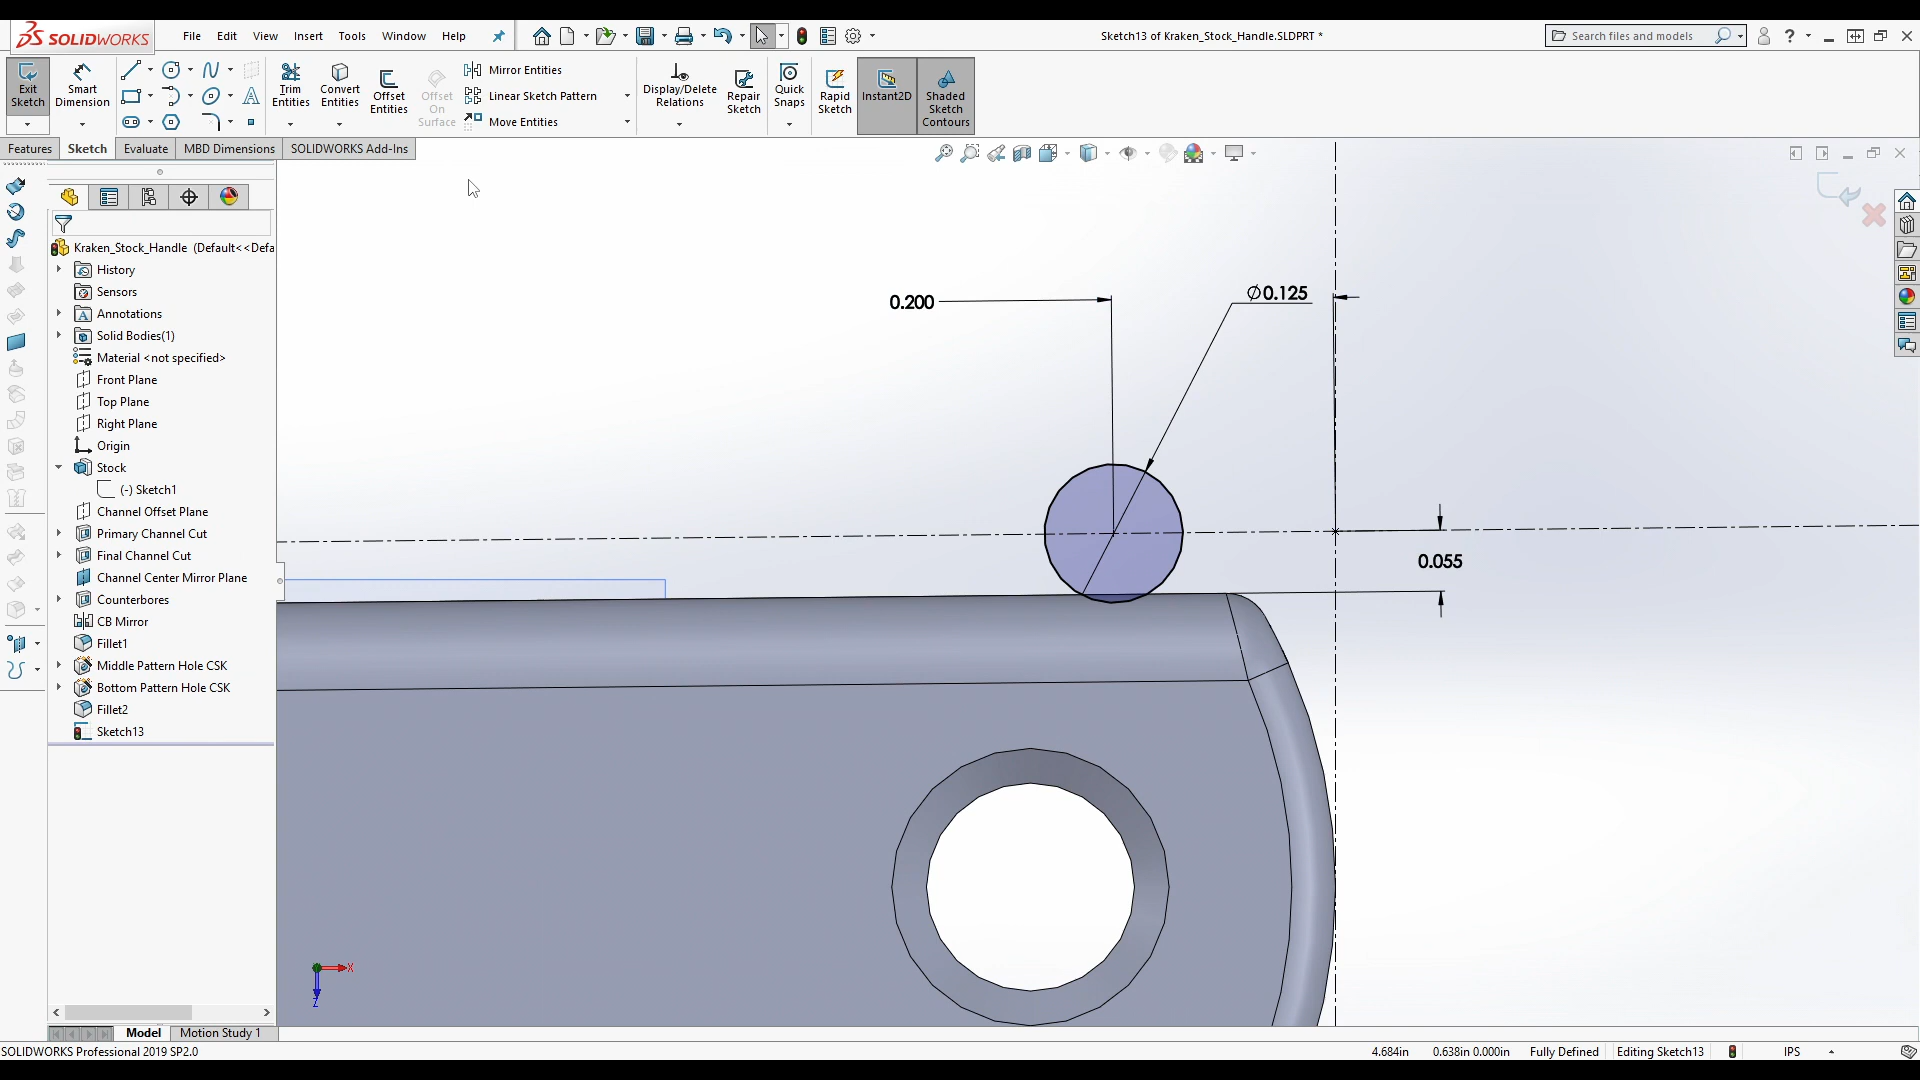 SOLIDWORKS
File Edit View Insert Tools Window Help
Sketch13 of Kraken_Stock_Handle.SLDPRT *
Search files and models
Exit Sketch
Smart Dimension
Trim Entities
Convert Entities
Offset Entities
Offset On Surface
Mirror Entities
Linear Sketch Pattern
Move Entities
Display/Delete Relations
Repair Sketch
Quick Snaps
Rapid Sketch
Instant2D
Shaded Sketch Contours
Features Sketch Evaluate MBD Dimensions SOLIDWORKS Add-Ins
Kraken_Stock_Handle (Default<<Defa
History
Sensors
Annotations
Solid Bodies(1)
Material <not specified>
Front Plane
Top Plane
Right Plane
Origin
Stock
(-) Sketch1
Channel Offset Plane
Primary Channel Cut
Final Channel Cut
Channel Center Mirror Plane
Counterbores
CB Mirror
Fillet1
Middle Pattern Hole CSK
Bottom Pattern Hole CSK
Fillet2
Sketch13
0.200
∅0.125
0.055
X
Z
Model Motion Study 1
SOLIDWORKS Professional 2019 SP2.0
4.684in 0.638in 0.000in Fully Defined Editing Sketch13 IPS